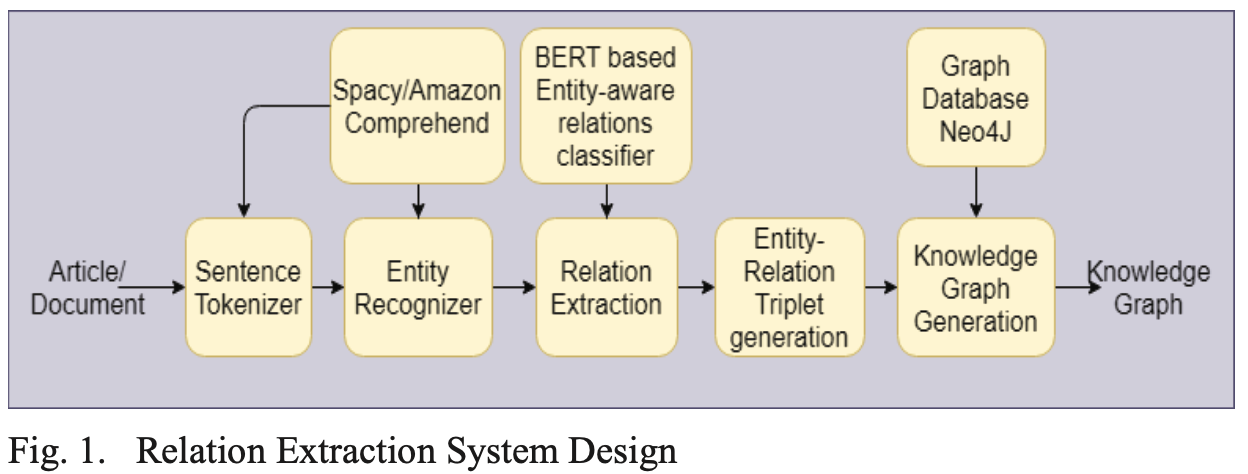 Spacy/Amazon
Comprehend
BERT based
Entity-aware
relations
classifier
Graph
Database
Neo4J
Article/
Document
Sentence
Tokenizer
Entity
Recognizer
Relation
Extraction
Entity-
Relation
Triplet
generation
Knowledge
Graph
Generation
Knowledge
Graph
Fig. 1. Relation Extraction System Design